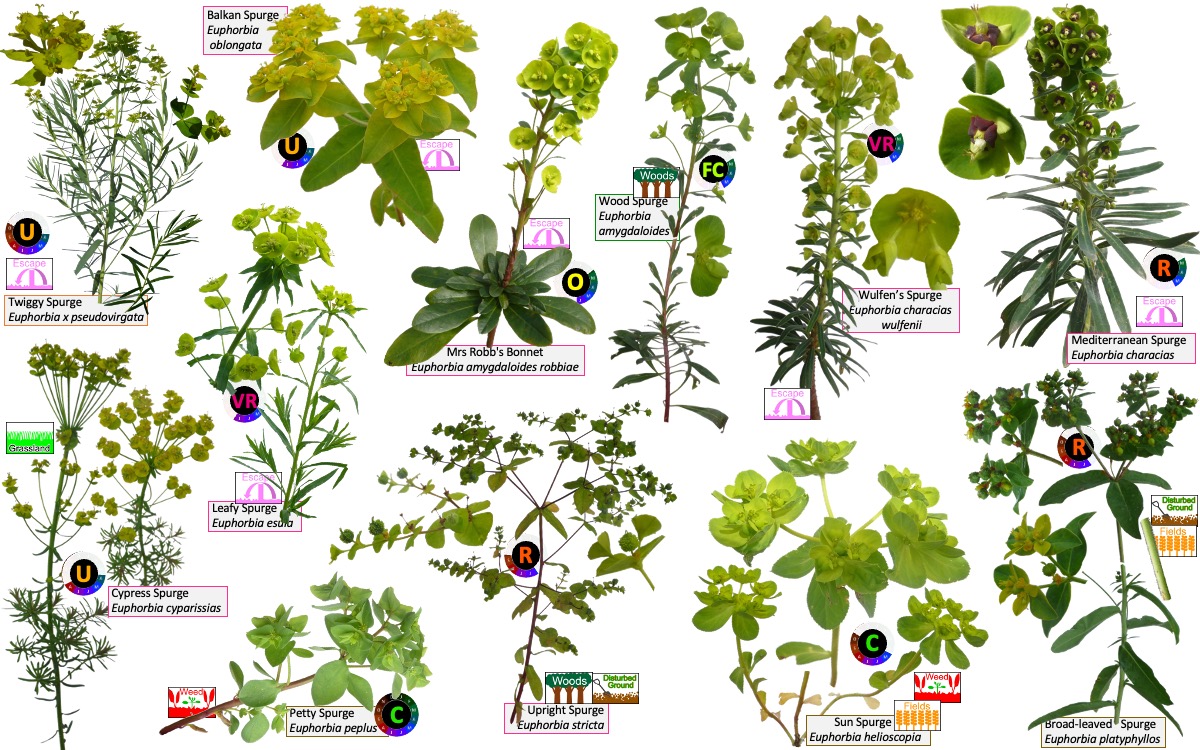 Balkan Spurge
Euphorbia
oblongata
U
Escape
U
Escape
Twiggy Spurge
Euphorbia x pseudovirgata
Escape
O
Mrs Robb's Bonnet
Euphorbia amygdaloides robbiae
FC
Woods
Wood Spurge
Euphorbia
amygdaloides
VR
Wulfen's Spurge
Euphorbia characias
wulfenii
Escape
R
Escape
Mediterranean Spurge
Euphorbia characias
VR
Escape
Leafy Spurge
Euphorbia esula
Grassland
U
Cypress Spurge
Euphorbia cyparissias
Weed
Petty Spurge
Euphorbia peplus
C
R
Woods
Disturbed
Ground
Upright Spurge
Euphorbia stricta
C
Weed
Fields
Sun Spurge
Euphorbia helioscopia
R
Disturbed
Ground
Fields
Broad-leaved Spurge
Euphorbia platyphyllos